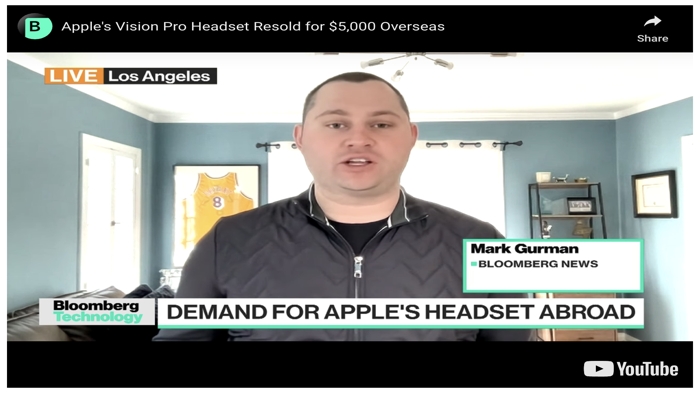 B
Apple's Vision Pro Headset Resold for $5,000 Overseas
Share
LIVE Los Angeles
8
Mark Gurman
BLOOMBERG NEWS
Bloomberg
Technology
DEMAND FOR APPLE'S HEADSET ABROAD
YouTube